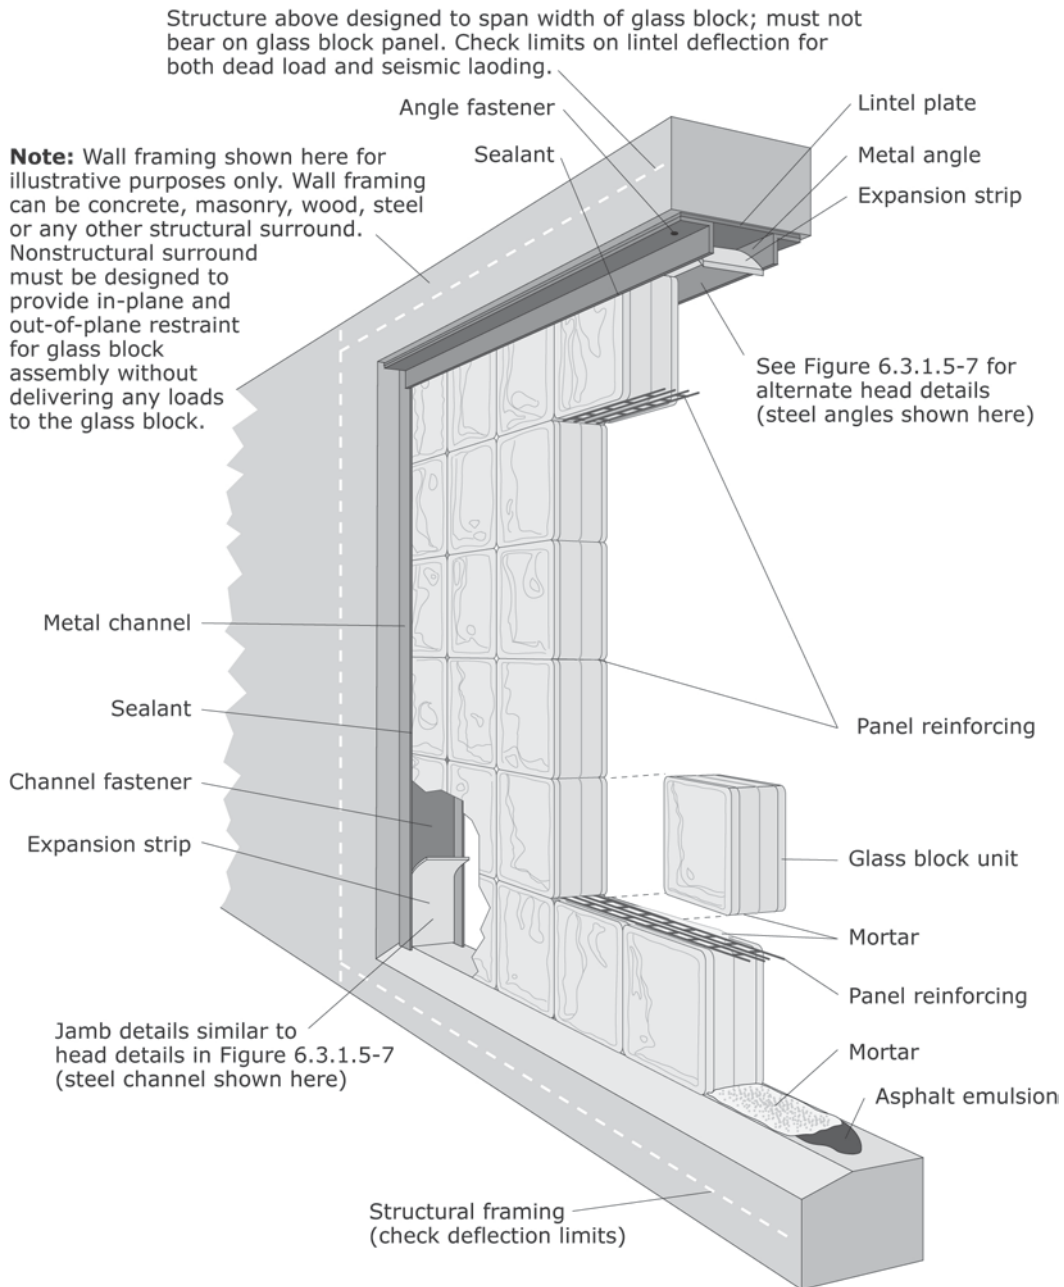 Structure above designed to span width of glass block; must not
bear on glass block panel. Check limits on lintel deflection for
both dead load and seismic laoding.
Angle fastener
Sealant
Lintel plate
Metal angle
Expansion strip
Note: Wall framing shown here for
illustrative purposes only. Wall framing
can be concrete, masonry, wood, steel
or any other structural surround.
Nonstructural surround
must be designed to
provide in-plane and
out-of-plane restraint
for glass block
assembly without
delivering any loads
to the glass block.
See Figure 6.3.1.5-7 for
alternate head details
(steel angles shown here)
Metal channel
Sealant
Channel fastener
Expansion strip
Panel reinforcing
Glass block unit
Mortar
Panel reinforcing
Mortar
Asphalt emulsion
Jamb details similar to
head details in Figure 6.3.1.5-7
(steel channel shown here)
Structural framing
(check deflection limits)